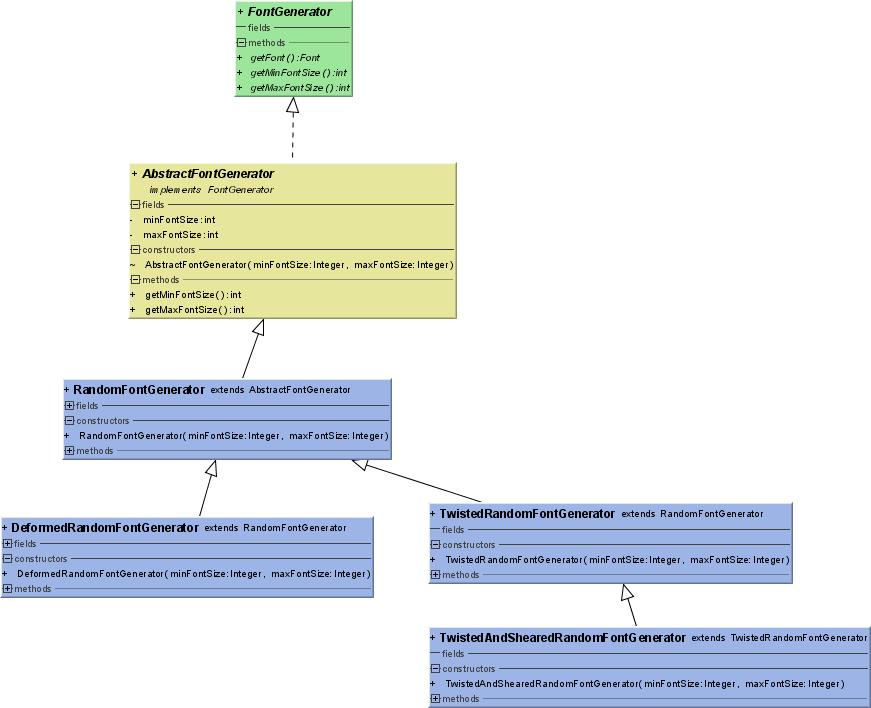 + FontGenerator
fields
methods
+ getFont():Font
+ getMinFontSize():int
+ getMaxFontSize():int
+ AbstractFontGenerator
implements FontGenerator
fields
- minFontSize:int
- maxFontSize:int
constructors
~ AbstractFontGenerator(minFontSize:Integer, maxFontSize:Integer)
methods
+ getMinFontSize():int
+ getMaxFontSize():int
+ RandomFontGenerator extends AbstractFontGenerator
fields
constructors
+ RandomFontGenerator(minFontSize:Integer, maxFontSize:Integer)
methods
+ DeformedRandomFontGenerator extends RandomFontGenerator
fields
constructors
+ DeformedRandomFontGenerator(minFontSize:Integer, maxFontSize:Integer)
methods
+ TwistedRandomFontGenerator extends RandomFontGenerator
fields
constructors
+ TwistedRandomFontGenerator(minFontSize:Integer, maxFontSize:Integer)
methods
+ TwistedAndShearedRandomFontGenerator extends TwistedRandomFontGenerator
fields
constructors
+ TwistedAndShearedRandomFontGenerator(minFontSize:Integer, maxFontSize:Integer)
methods